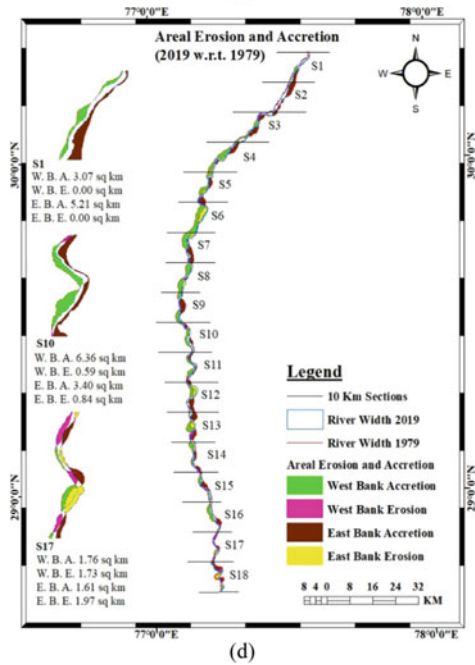 77°0'0"E
78°0'0"E
Areal Erosion and Accretion
(2019 w.r.t. 1979)
N
W
E
S
S1
S2
S3
S4
S5
S6
S7
S8
S9
S10
S11
S12
S13
S14
S15
S16
S17
S18
30°0'0"N
29°0'0"N
S1
W. B. A. 3.07 sq km
W. B. E. 0.00 sq km
E. B. A. 5.21 sq km
E. B. E. 0.00 sq km
S10
W. B. A. 6.36 sq km
W. B. E. 0.59 sq km
E. B. A. 3.40 sq km
E. B. E. 0.84 sq km
S17
W. B. A. 1.76 sq km
W. B. E. 1.73 sq km
E. B. A. 1.61 sq km
E. B. E. 1.97 sq km
Legend
10 Km Sections
River Width 2019
River Width 1979
Areal Erosion and Accretion
West Bank Accretion
West Bank Erosion
East Bank Accretion
East Bank Erosion
8 4 0 8 16 24 32
KM
77°0'0"E
78°0'0"E
(d)